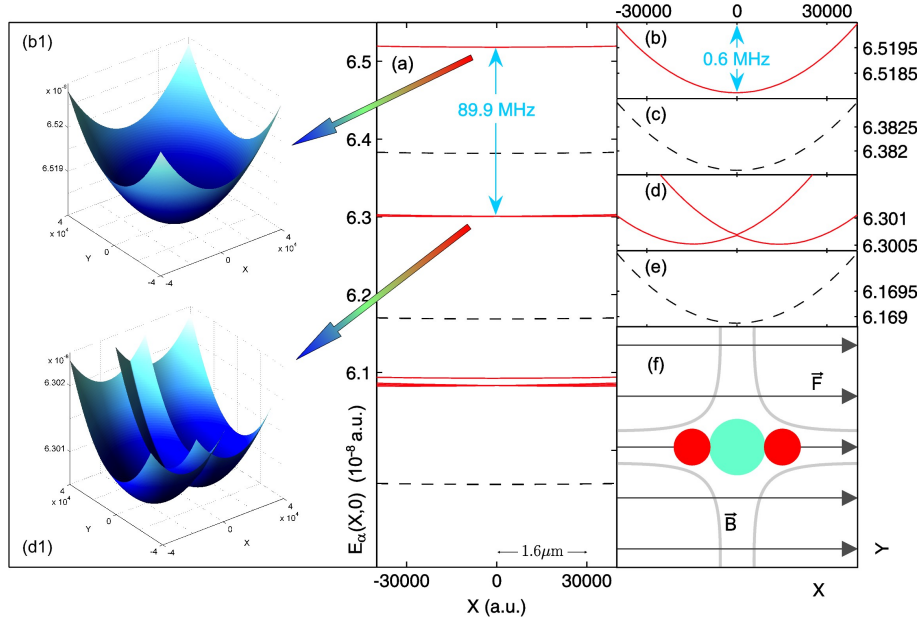 (b1)
x 10⁻⁸
6.52
6.519
4
x 10⁴
Y
0
-4
-4
0
X
4
x 10⁴
(d1)
x 10⁻⁸
6.302
6.301
4
x 10⁴
Y
0
-4
-4
0
X
4
x 10⁴
(a)
89.9 MHz
6.5
6.4
6.3
6.2
6.1
Eα(X,0) (10⁻⁸ a.u.)
1.6μm
-30000
0
30000
X (a.u.)
-30000
0
30000
(b)
0.6 MHz
6.5195
6.5185
(c)
6.3825
6.382
(d)
6.301
6.3005
(e)
6.1695
6.169
(f)
F
B
X
Y